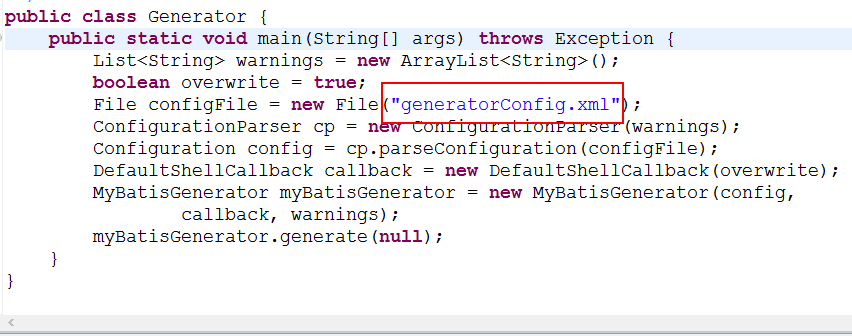 public class Generator {
    public static void main(String[] args) throws Exception {
        List<String> warnings = new ArrayList<String>();
        boolean overwrite = true;
        File configFile = new File("generatorConfig.xml");
        ConfigurationParser cp = new ConfigurationParser(warnings);
        Configuration config = cp.parseConfiguration(configFile);
        DefaultShellCallback callback = new DefaultShellCallback(overwrite);
        MyBatisGenerator myBatisGenerator = new MyBatisGenerator(config,
                callback, warnings);
        myBatisGenerator.generate(null);
    }
}